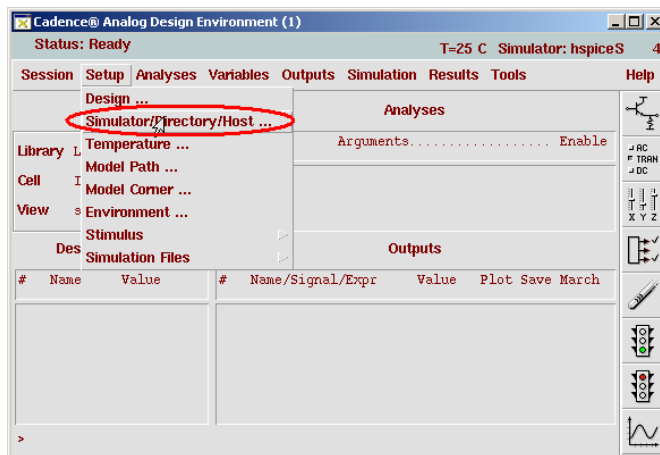 Cadence® Analog Design Environment (1)
Status: Ready T=25 C Simulator: hspiceS 4
Session Setup Analyses Variables Outputs Simulation Results Tools Help
Design ...
Analyses
Simulator/Directory/Host ...
Library L Temperature ... Arguments.................. Enable
Model Path ...
Cell I Model Corner ...
View s Environment ...
Stimulus
Des Outputs
Simulation Files
# Name Value # Name/Signal/Expr Value Plot Save March
>
AC
TRAN
DC
X Y Z